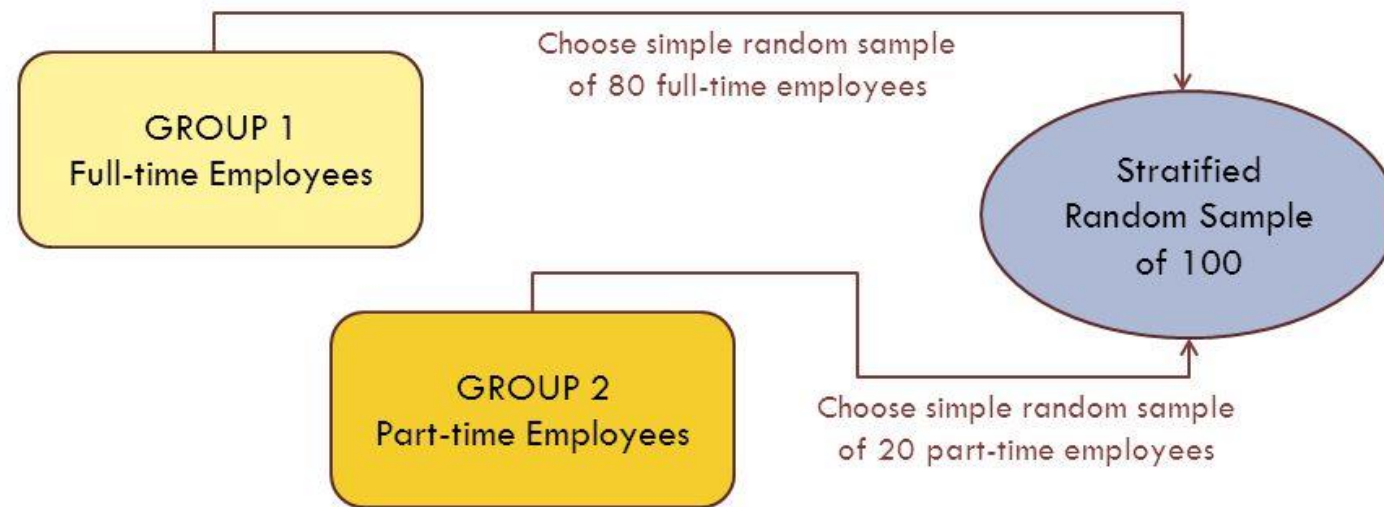 Choose simple random sample
of 80 full-time employees
GROUP 1
Full-time Employees
Stratified
Random Sample
of 100
GROUP 2
Part-time Employees
Choose simple random sample
of 20 part-time employees